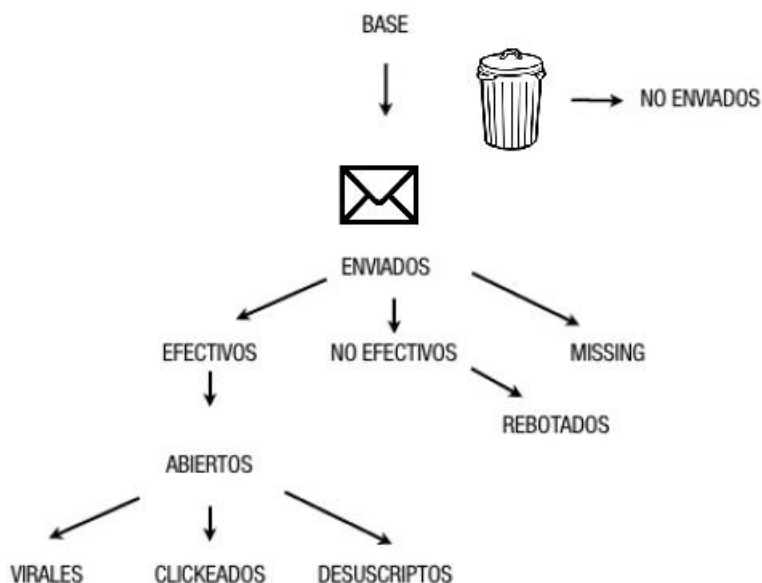 BASE
NO ENVIADOS
ENVIADOS
EFECTIVOS
NO EFECTIVOS
MISSING
REBOTADOS
ABIERTOS
VIRALES
CLICKEADOS
DESUSCRIPTOS